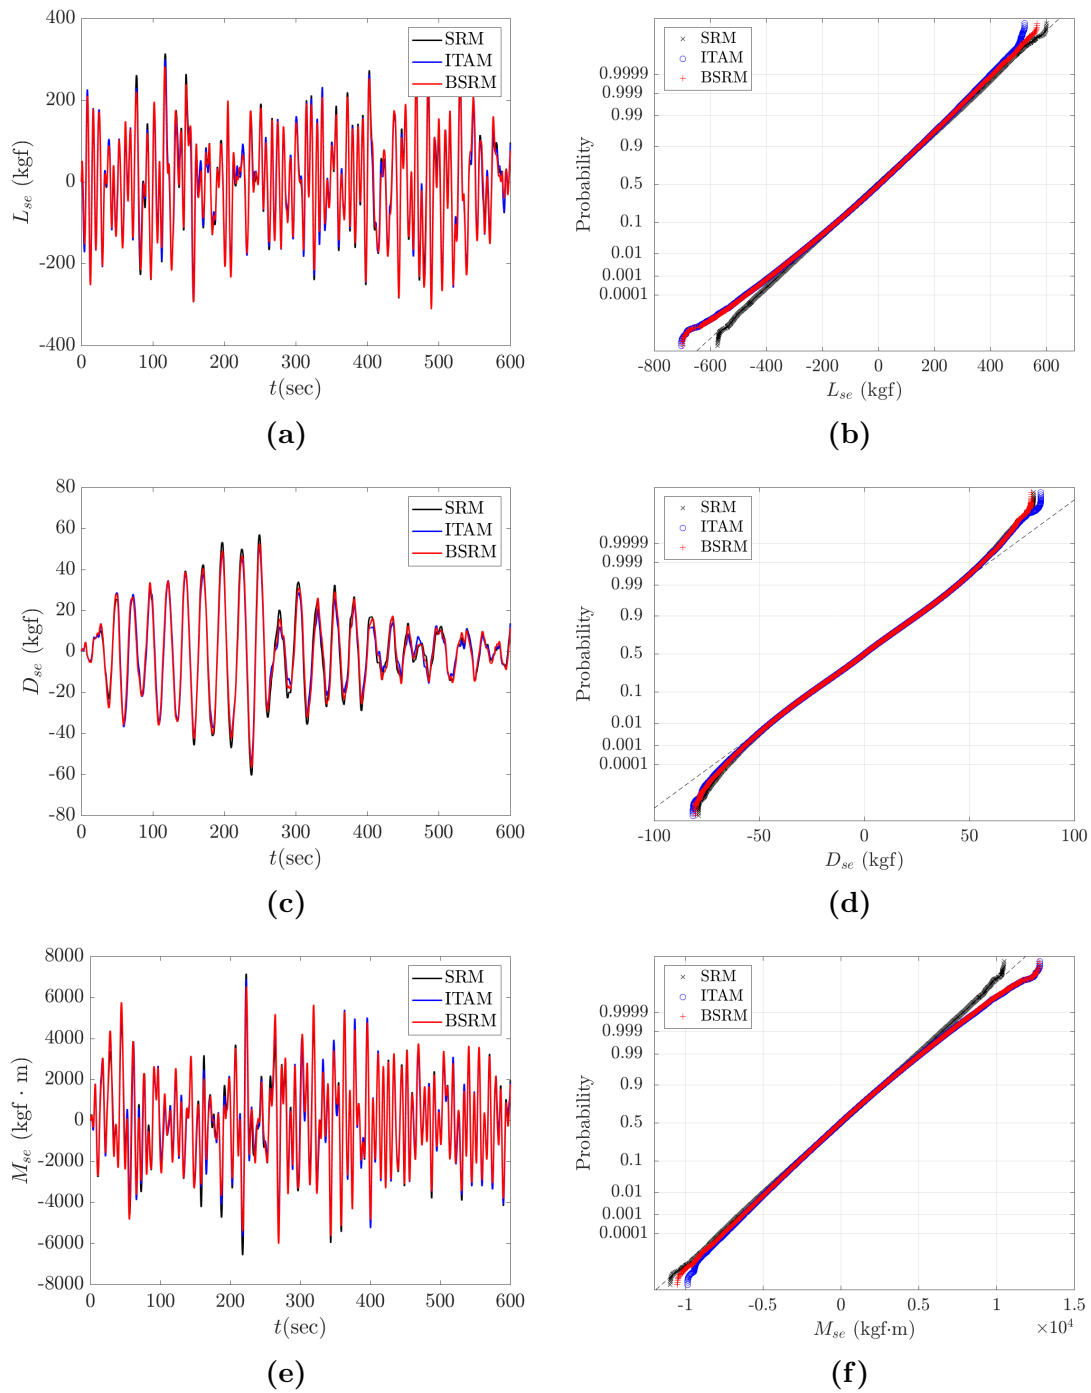 400
200
0
-200
-400
L_se (kgf)
0 100 200 300 400 500 600
t(sec)
SRM
ITAM
BSRM
(a)
Probability
0.9999
0.999
0.99
0.9
0.5
0.1
0.01
0.001
0.0001
-800 -600 -400 -200 0 200 400 600
L_se (kgf)
SRM
ITAM
BSRM
(b)
80
60
40
20
0
-20
-40
-60
-80
D_se (kgf)
0 100 200 300 400 500 600
t(sec)
SRM
ITAM
BSRM
(c)
Probability
0.9999
0.999
0.99
0.9
0.5
0.1
0.01
0.001
0.0001
-100 -50 0 50 100
D_se (kgf)
SRM
ITAM
BSRM
(d)
8000
6000
4000
2000
0
-2000
-4000
-6000
-8000
M_se (kgf · m)
0 100 200 300 400 500 600
t(sec)
SRM
ITAM
BSRM
(e)
Probability
0.9999
0.999
0.99
0.9
0.5
0.1
0.01
0.001
0.0001
-1 -0.5 0 0.5 1 1.5
×10^4
M_se (kgf·m)
SRM
ITAM
BSRM
(f)